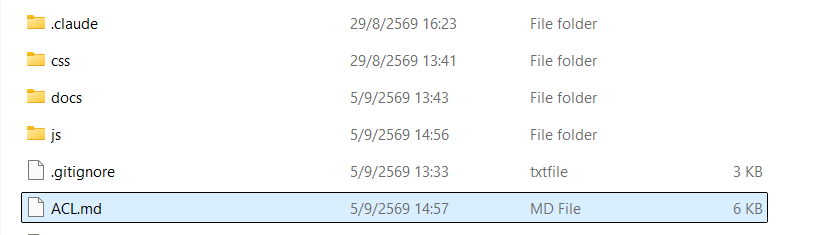 .claude 29/8/2569 16:23 File folder
css 29/8/2569 13:41 File folder
docs 5/9/2569 13:43 File folder
js 5/9/2569 14:56 File folder
.gitignore 5/9/2569 13:33 txtfile 3 KB
ACL.md 5/9/2569 14:57 MD File 6 KB